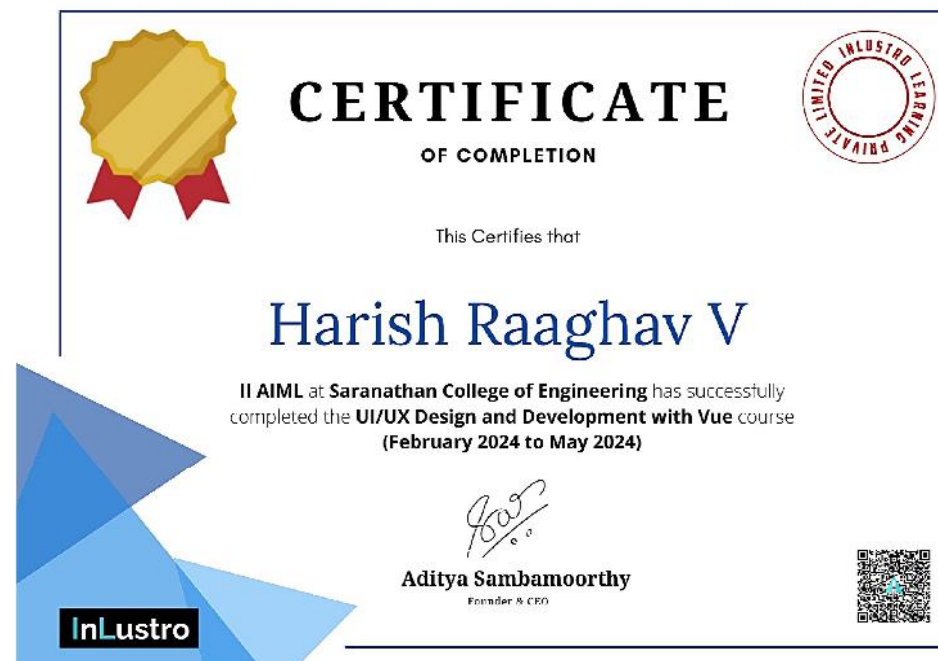 CERTIFICATE
OF COMPLETION
INLUSTRO LEARNING PRIVATE LIMITED
This Certifies that
Harish Raaghav V
II AIML at Saranathan College of Engineering has successfully
completed the UI/UX Design and Development with Vue course
(February 2024 to May 2024)
Aditya Sambamoorthy
Founder & CEO
InLustro